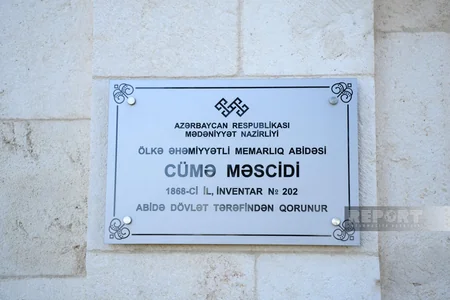 AZƏRBAYCAN RESPUBLİKASI
MƏDƏNİYYƏT NAZİRLİYİ
ÖLKƏ ƏHƏMİYYƏTLİ MEMARLIQ ABİDƏSİ
CÜMƏ MƏSCİDİ
1868-Cİ İL, İNVENTAR № 202
ABİDƏ DÖVLƏT TƏRƏFİNDƏN QORUNUR
REPORT